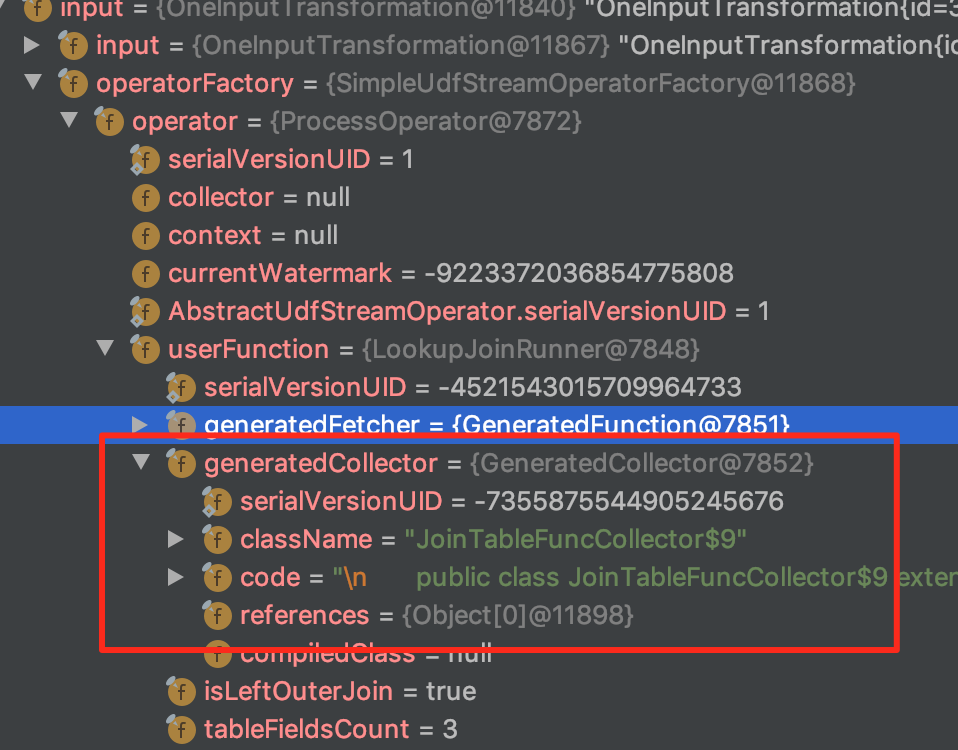 input = {OneInputTransformation@11840} "OneInputTransformation{id=3
input = {OneInputTransformation@11867} "OneInputTransformation{id
operatorFactory = {SimpleUdfStreamOperatorFactory@11868}
operator = {ProcessOperator@7872}
serialVersionUID = 1
collector = null
context = null
currentWatermark = -9223372036854775808
AbstractUdfStreamOperator.serialVersionUID = 1
userFunction = {LookupJoinRunner@7848}
serialVersionUID = -4521543015709964733
generatedFetcher = {GeneratedFunction@7851}
generatedCollector = {GeneratedCollector@7852}
serialVersionUID = -7355875544905245676
className = "JoinTableFuncCollector$9"
code = "\n public class JoinTableFuncCollector$9 exten
references = {Object[0]@11898}
compiledClass = null
isLeftOuterJoin = true
tableFieldsCount = 3